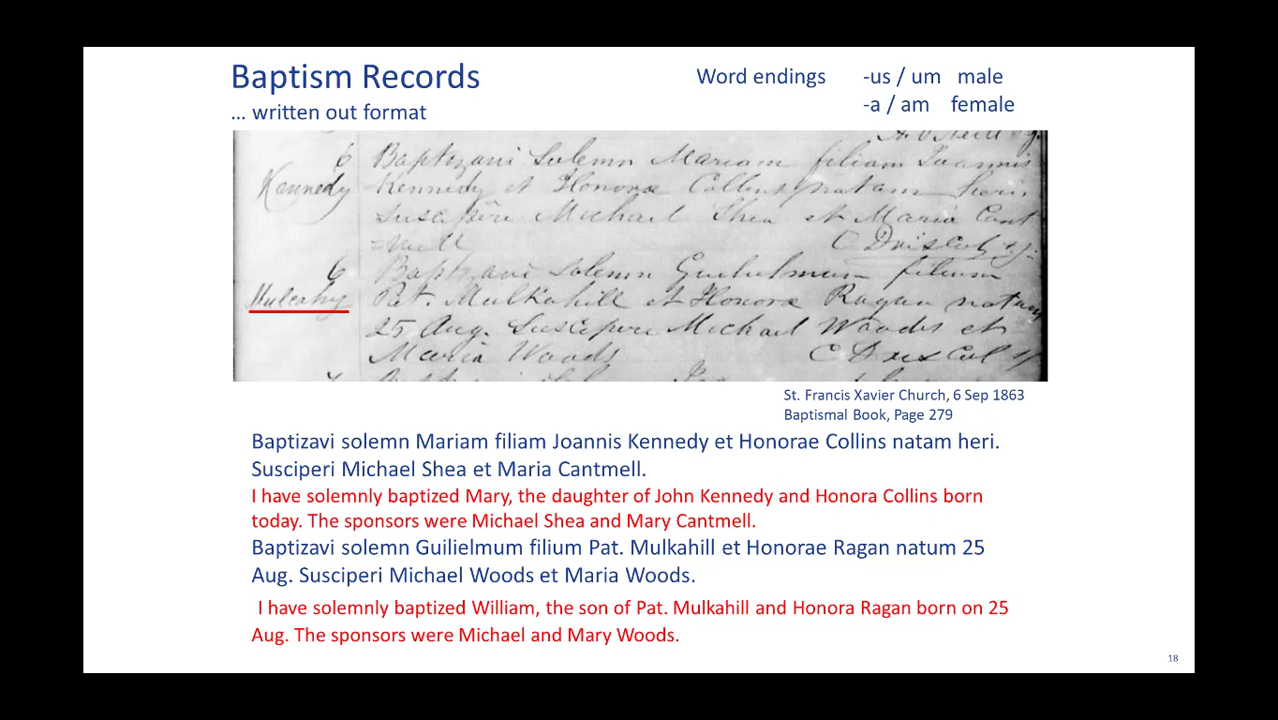 Baptism Records
... written out format
Word endings -us / um male
-a / am female
6 Baptizavi Solemn Mariam filiam Joannis
Kennedy Kennedy et Honorae Collins natam heri.
Susciperi Michael Shea et Maria Cant
=mell C Driscol sj.
6 Baptizavi Solemn Guilielmum filium
Mulcahy Pat. Mulkahill et Honora Ragan natum
25 Aug. Susciperi Michael Woods et
Maria Woods C Driscol sj
St. Francis Xavier Church, 6 Sep 1863
Baptismal Book, Page 279
Baptizavi solemn Mariam filiam Joannis Kennedy et Honorae Collins natam heri.
Susciperi Michael Shea et Maria Cantmell.
I have solemnly baptized Mary, the daughter of John Kennedy and Honora Collins born
today. The sponsors were Michael Shea and Mary Cantmell.
Baptizavi solemn Guilielmum filium Pat. Mulkahill et Honorae Ragan natum 25
Aug. Susciperi Michael Woods et Maria Woods.
I have solemnly baptized William, the son of Pat. Mulkahill and Honora Ragan born on 25
Aug. The sponsors were Michael and Mary Woods.
18